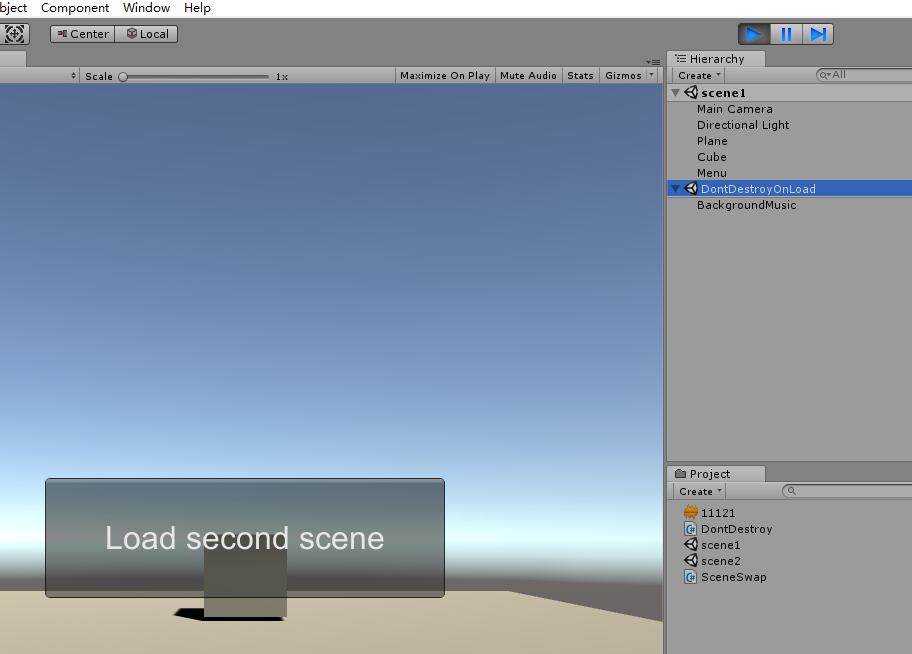 bject Component Window Help
Center Local
Scale 1x Maximize On Play Mute Audio Stats Gizmos
Load second scene
Hierarchy
Create All
scene1
Main Camera
Directional Light
Plane
Cube
Menu
DontDestroyOnLoad
BackgroundMusic
Project
Create
11121
DontDestroy
scene1
scene2
SceneSwap